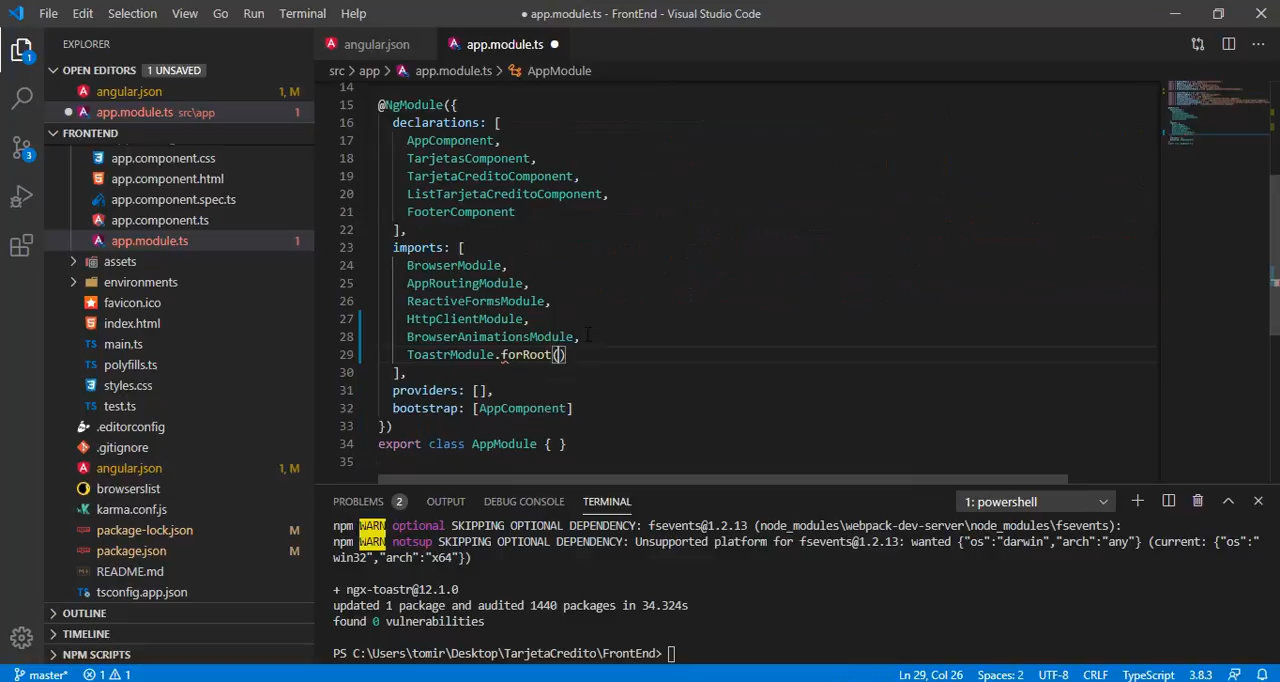 File Edit Selection View Go Run Terminal Help
● app.module.ts - FrontEnd - Visual Studio Code
EXPLORER
OPEN EDITORS 1 UNSAVED
angular.json 1, M
● app.module.ts src\app 1
FRONTEND
app.component.css
app.component.html
app.component.spec.ts
app.component.ts
app.module.ts 1
assets
environments
favicon.ico
index.html
main.ts
polyfills.ts
styles.css
test.ts
.editorconfig
.gitignore
angular.json 1, M
browserslist
karma.conf.js
package-lock.json M
package.json M
README.md
tsconfig.app.json
OUTLINE
TIMELINE
NPM SCRIPTS
1
3
angular.json
app.module.ts ●
src > app > app.module.ts > AppModule
14
15 @NgModule({
16 declarations: [
17 AppComponent,
18 TarjetasComponent,
19 TarjetaCreditoComponent,
20 ListTarjetaCreditoComponent,
21 FooterComponent
22 ],
23 imports: [
24 BrowserModule,
25 AppRoutingModule,
26 ReactiveFormsModule,
27 HttpClientModule,
28 BrowserAnimationsModule,
29 ToastrModule.forRoot()
30 ],
31 providers: [],
32 bootstrap: [AppComponent]
33 })
34 export class AppModule { }
35
PROBLEMS 2 OUTPUT DEBUG CONSOLE TERMINAL
1: powershell
npm WARN optional SKIPPING OPTIONAL DEPENDENCY: fsevents@1.2.13 (node_modules\webpack-dev-server\node_modules\fsevents):
npm WARN notsup SKIPPING OPTIONAL DEPENDENCY: Unsupported platform for fsevents@1.2.13: wanted {"os":"darwin","arch":"any"} (current: {"os":"
win32","arch":"x64"})
+ ngx-toastr@12.1.0
updated 1 package and audited 1440 packages in 34.324s
found 0 vulnerabilities
PS C:\Users\tomir\Desktop\TarjetaCredito\FrontEnd>
master* 1 1
Ln 29, Col 26 Spaces: 2 UTF-8 CRLF TypeScript 3.8.3